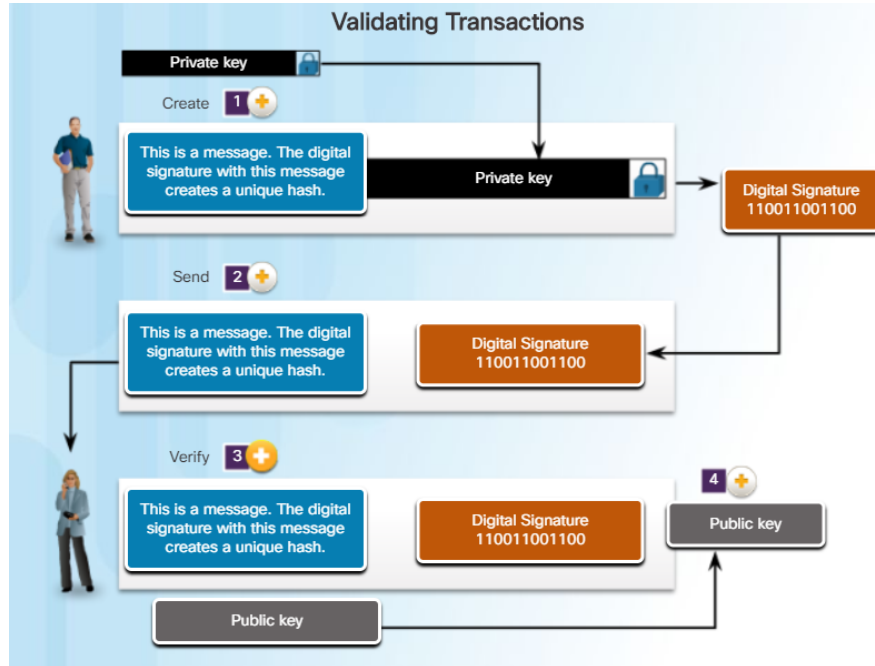 Validating Transactions
Private key
Create 1
This is a message. The digital
signature with this message
creates a unique hash.
Private key
Digital Signature
110011001100
Send 2
This is a message. The digital
signature with this message
creates a unique hash.
Digital Signature
110011001100
Verify 3
This is a message. The digital
signature with this message
creates a unique hash.
Digital Signature
110011001100
4
Public key
Public key